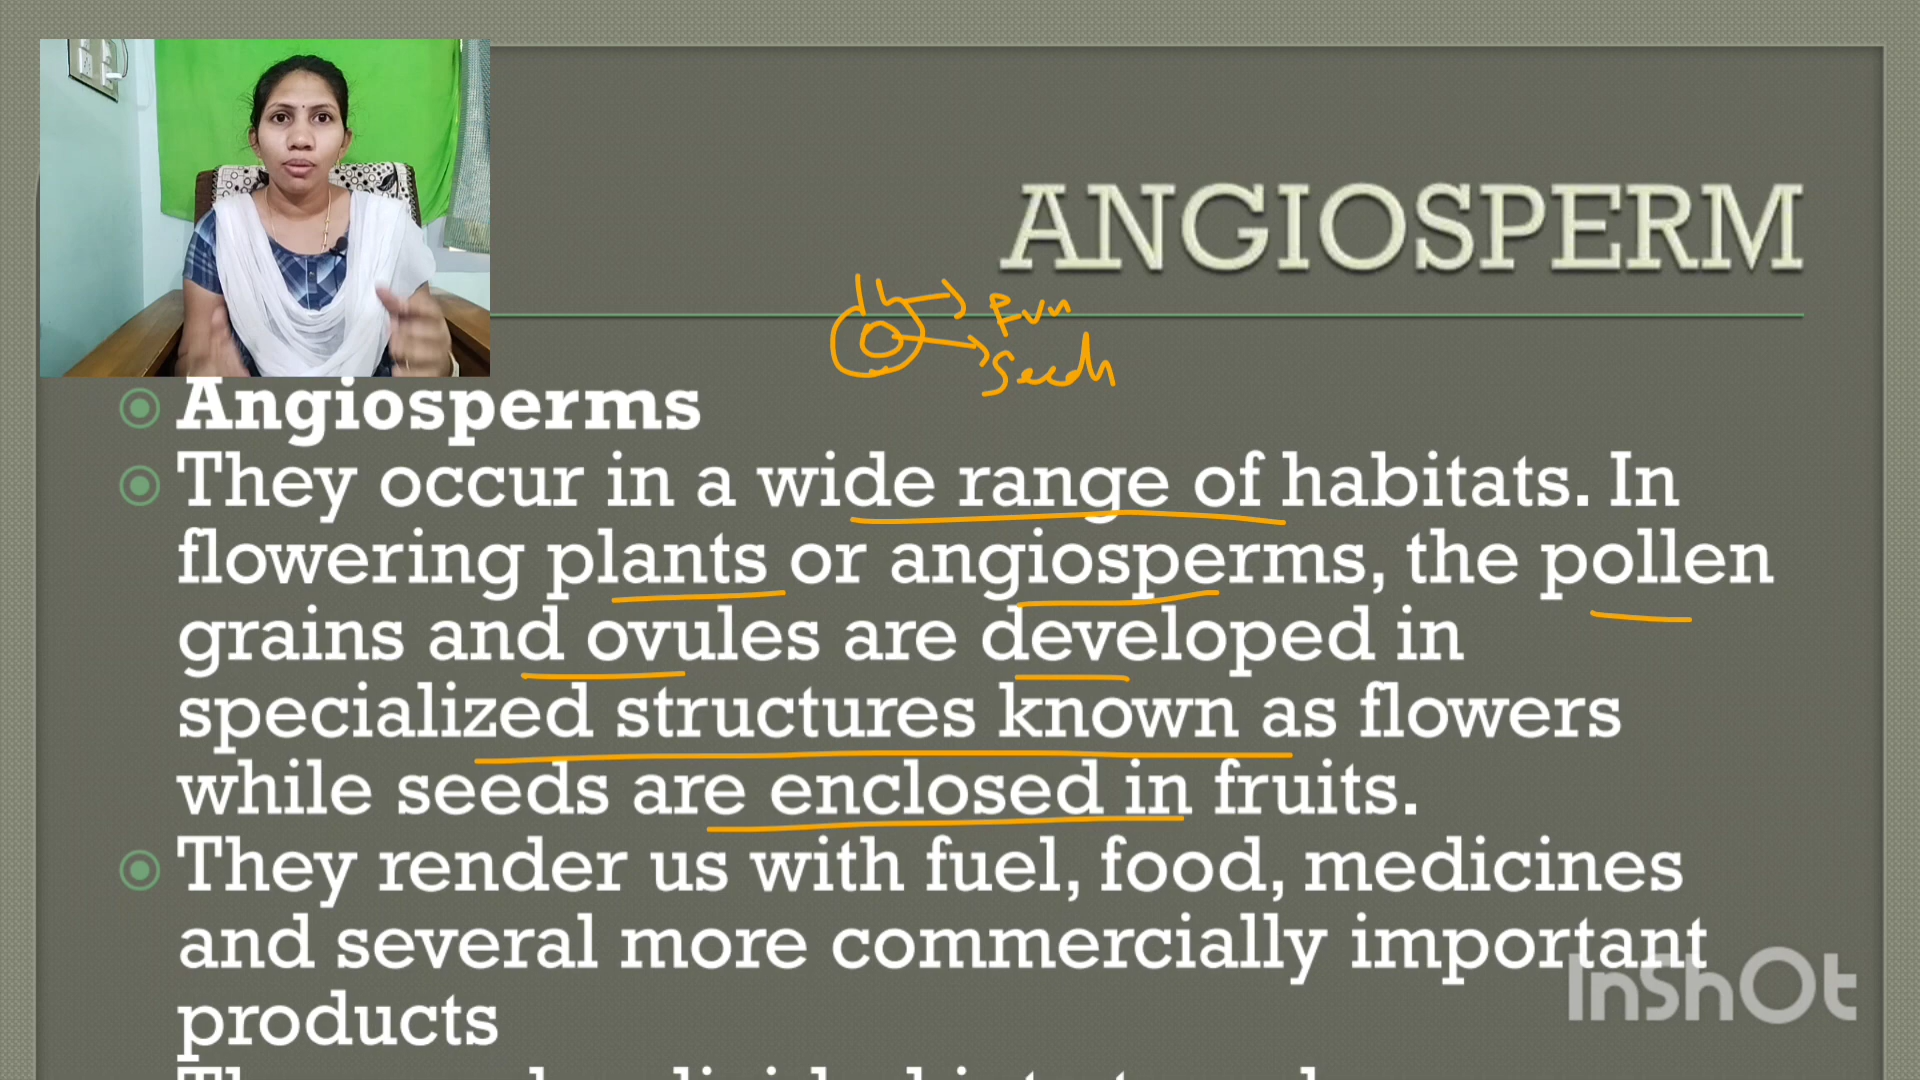 ANGIOSPERM
Angiosperms
They occur in a wide range of habitats. In
flowering plants or angiosperms, the pollen
grains and ovules are developed in
specialized structures known as flowers
while seeds are enclosed in fruits.
They render us with fuel, food, medicines
and several more commercially important
products
InShOt